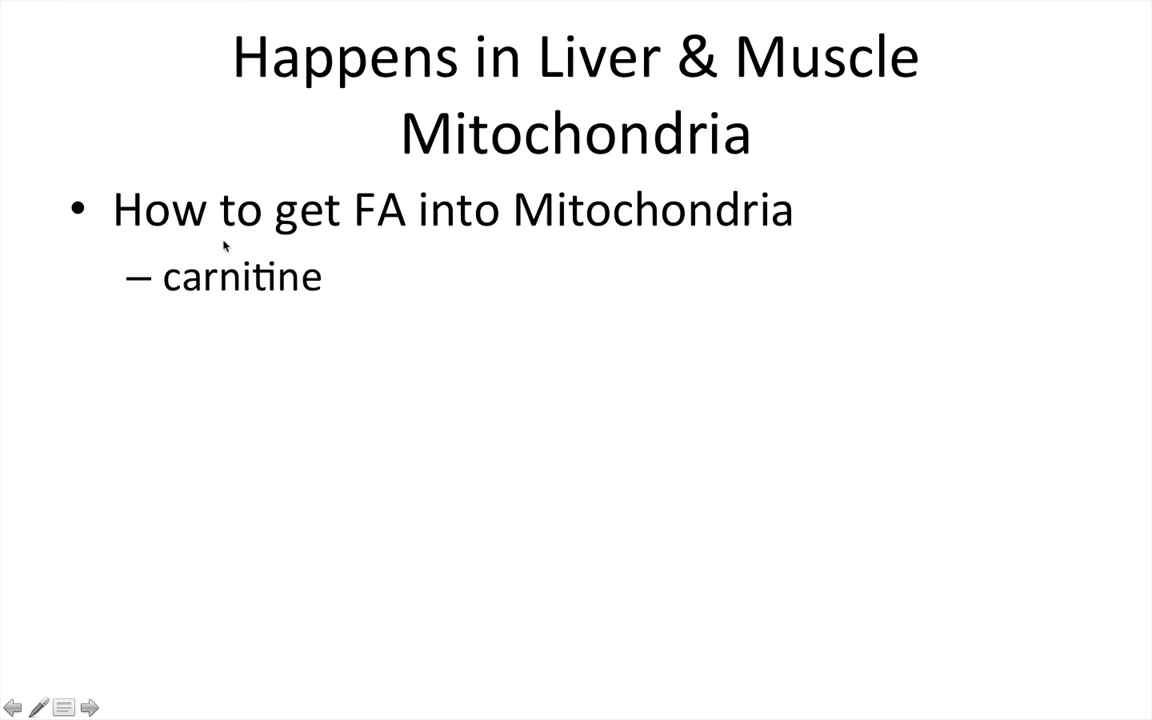 Happens in Liver & Muscle
Mitochondria
• How to get FA into Mitochondria
– carnitine